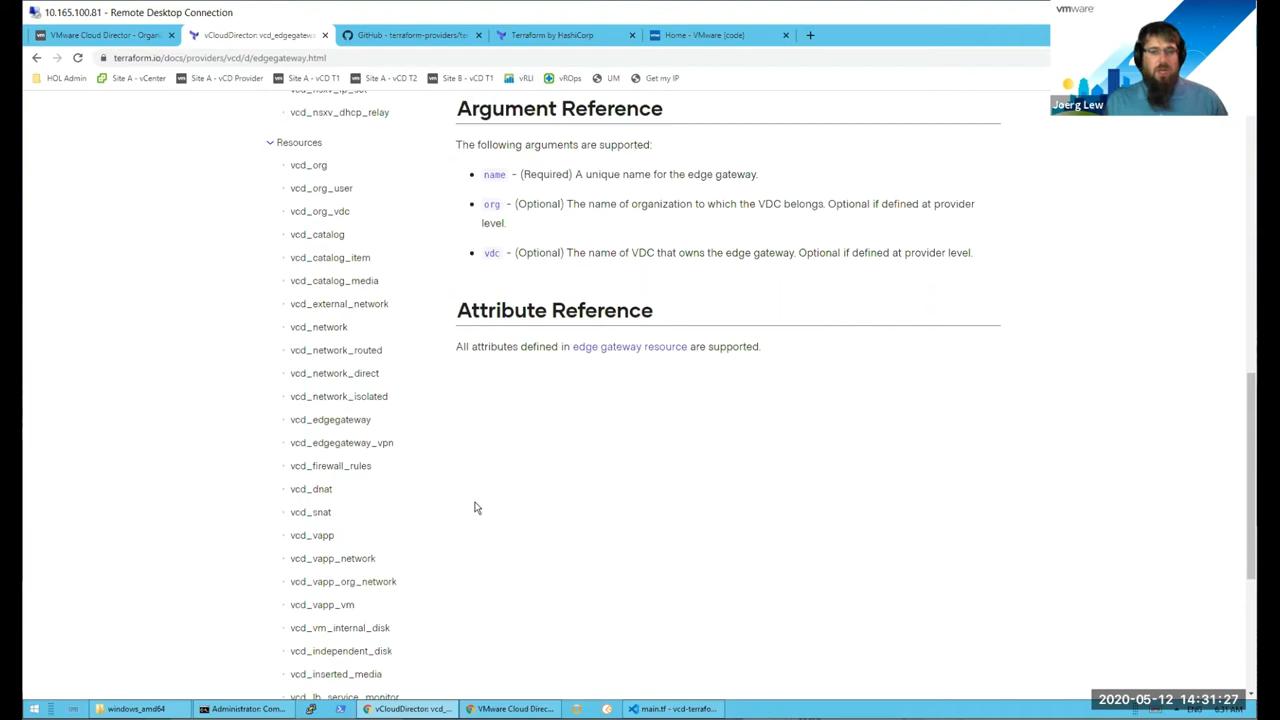 10.165.100.81 - Remote Desktop Connection
vmware
VMware Cloud Director - Organi
vCloudDirector: vcd_edgegatewa
GitHub - terraform-providers/ter
Terraform by HashiCorp
Home - VMware {code}
terraform.io/docs/providers/vcd/d/edgegateway.html
HOL Admin
Site A - vCenter
Site A - vCD Provider
Site A - vCD T1
Site A - vCD T2
Site B - vCD T1
vRLI
vROps
UM
Get my IP
Joerg Lew
vcd_nsxv_ip_set
vcd_nsxv_dhcp_relay
Resources
vcd_org
vcd_org_user
vcd_org_vdc
vcd_catalog
vcd_catalog_item
vcd_catalog_media
vcd_external_network
vcd_network
vcd_network_routed
vcd_network_direct
vcd_network_isolated
vcd_edgegateway
vcd_edgegateway_vpn
vcd_firewall_rules
vcd_dnat
vcd_snat
vcd_vapp
vcd_vapp_network
vcd_vapp_org_network
vcd_vapp_vm
vcd_vm_internal_disk
vcd_independent_disk
vcd_inserted_media
vcd_lb_service_monitor
Argument Reference
The following arguments are supported:
name - (Required) A unique name for the edge gateway.
org - (Optional) The name of organization to which the VDC belongs. Optional if defined at provider
level.
vdc - (Optional) The name of VDC that owns the edge gateway. Optional if defined at provider level.
Attribute Reference
All attributes defined in edge gateway resource are supported.
windows_amd64
Administrator: Com...
vCloudDirector: vcd_...
VMware Cloud Direc...
main.tf - vcd-terrafo...
2020-05-12 14:31:27